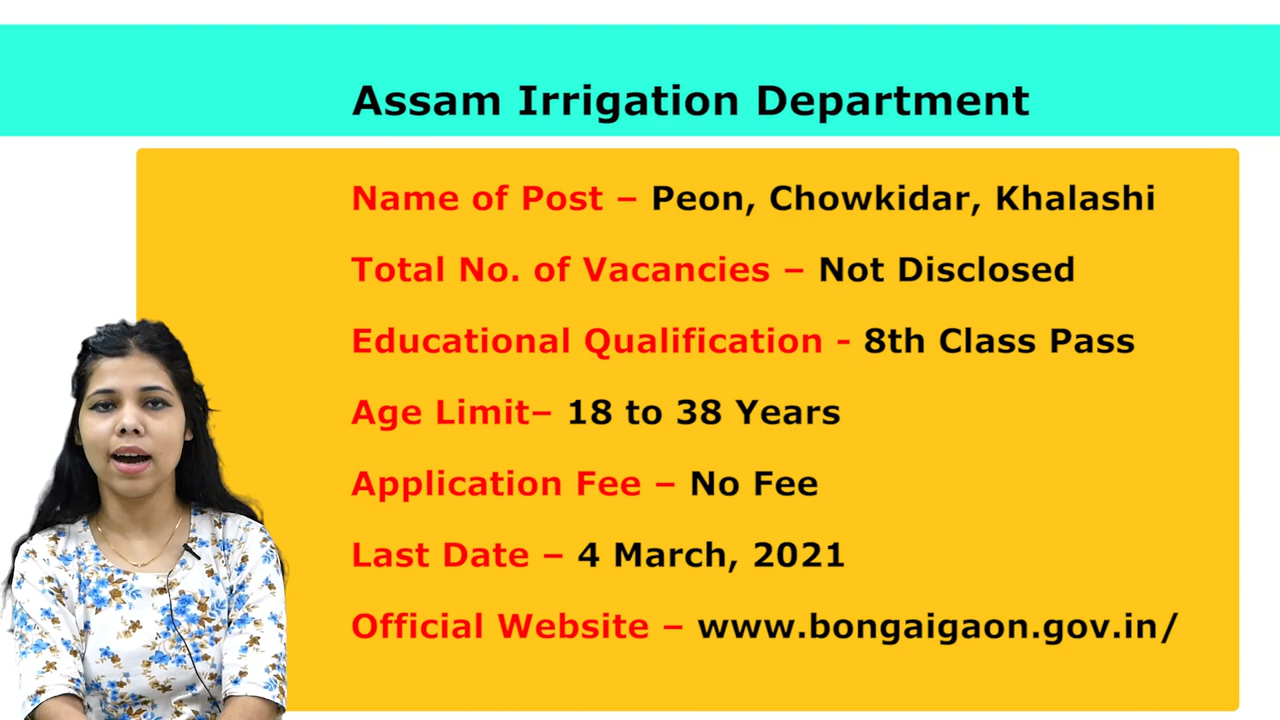 Assam Irrigation Department
Name of Post – Peon, Chowkidar, Khalashi
Total No. of Vacancies – Not Disclosed
Educational Qualification - 8th Class Pass
Age Limit– 18 to 38 Years
Application Fee – No Fee
Last Date – 4 March, 2021
Official Website – www.bongaigaon.gov.in/